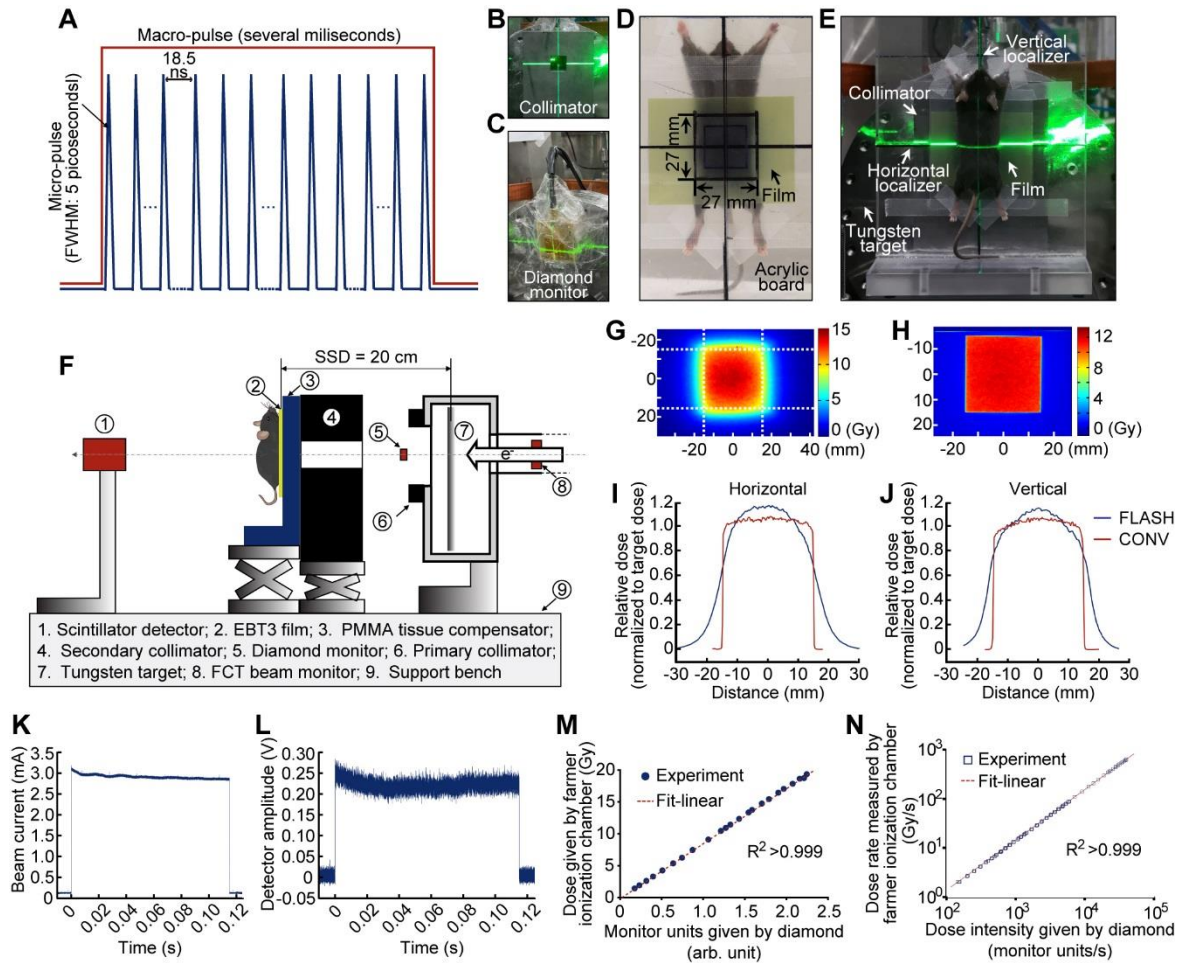 A
Macro-pulse (several miliseconds)
18.5
ns
Micro-pulse
(FWHM: 5 picosendsl)
...
...
...
B
Collimator
C
Diamond
monitor
D
27 mm
27 mm
Film
Acrylic
board
E
Vertical
localizer
Collimator
Horizontal
localizer
Film
Tungsten
target
F
SSD = 20 cm
① ② ③ ④ ⑤ ⑥ ⑦ ⑧ ⑨
e-
1. Scintillator detector; 2. EBT3 film; 3. PMMA tissue compensator;
4. Secondary collimator; 5. Diamond monitor; 6. Primary collimator;
7. Tungsten target; 8. FCT beam monitor; 9. Support bench
G
-20
0
20
-20 0 20 40 (mm)
15
10
5
0 (Gy)
H
-10
0
10
20
-20 0 20 (mm)
12
8
4
0 (Gy)
I
Horizontal
Relative dose
(normalized to target dose)
1.2
1.2
1.0
0.8
0.6
0.4
0.2
0
-30 -20 -10 0 10 20 30
Distance (mm)
J
Vertical
FLASH
CONV
Relative dose
(normalized to target dose)
1.2
1.2
1.0
0.8
0.6
0.4
0.2
0
-30 -20 -10 0 10 20 30
Distance (mm)
K
Beam current (mA)
3.5
3.0
2.5
2.0
1.5
1.0
0.5
0
0 0.02 0.04 0.06 0.08 0.10 0.12
Time (s)
L
Detector amplitude (V)
0.30
0.25
0.20
0.25
0.10
0.05
0
-0.05
0 0.02 0.04 0.06 0.08 0.10 0.12
Time (s)
M
Dose given by farmer
ionization chamber (Gy)
20
15
10
5
0
Experiment
Fit-linear
R2 >0.999
0 0.5 1.0 1.5 2.0 2.5
Monitor units given by diamond
(arb. unit)
N
Dose rate measured by
farmer ionization chamber
(Gy/s)
10³
10²
10¹
10⁰
Experiment
Fit-linear
R2 >0.999
10² 10³ 10⁴ 10⁵
Dose intensity given by diamond
(monitor units/s)